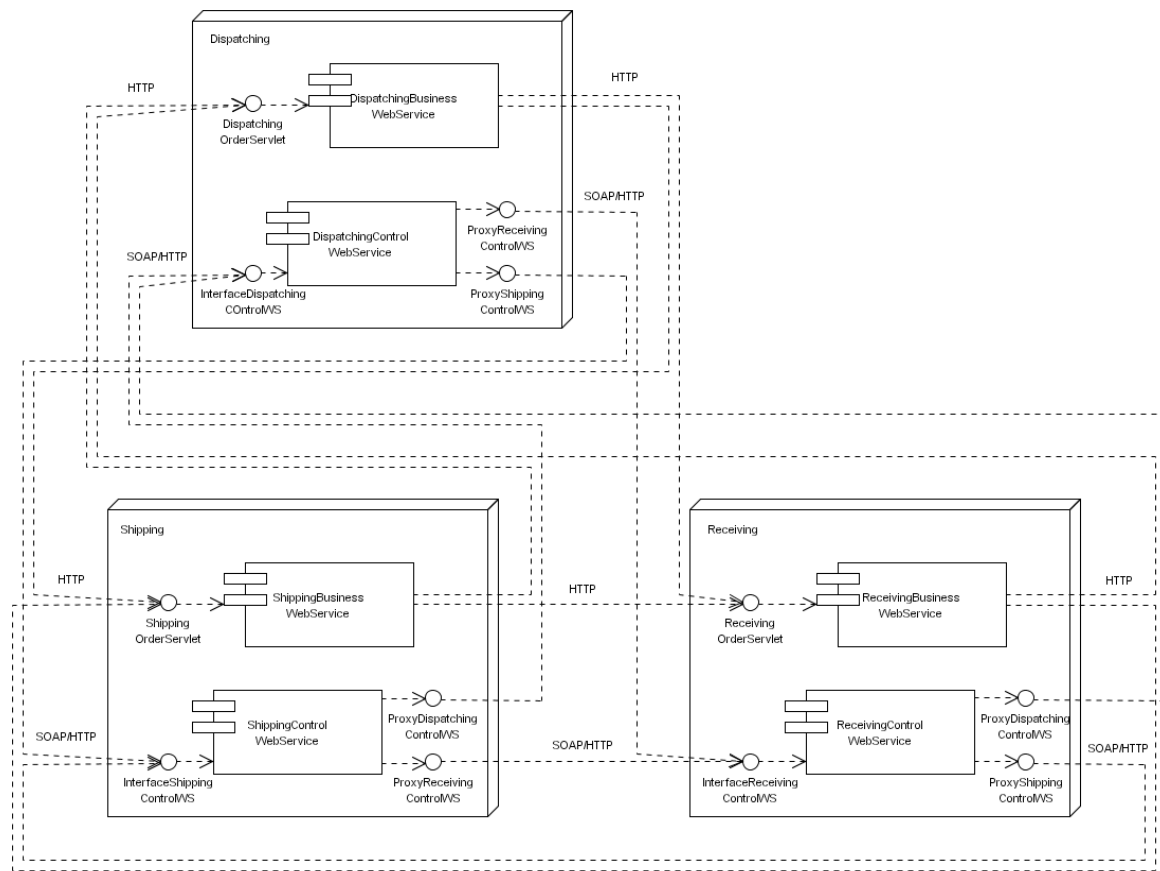 Dispatching
HTTP
DispatchingBusiness
WebService
HTTP
Dispatching
OrderServlet
SOAP/HTTP
DispatchingControl
WebService
ProxyReceiving
ControlWS
SOAP/HTTP
InterfaceDispatching
COntrolWS
ProxyShipping
ControlWS
Shipping
HTTP
ShippingBusiness
WebService
HTTP
Shipping
OrderServlet
SOAP/HTTP
ShippingControl
WebService
ProxyDispatching
ControlWS
SOAP/HTTP
InterfaceShipping
ControlWS
ProxyReceiving
ControlWS
Receiving
ReceivingBusiness
WebService
HTTP
Receiving
OrderServlet
ReceivingControl
WebService
ProxyDispatching
ControlWS
SOAP/HTTP
InterfaceReceiving
ControlWS
ProxyShipping
ControlWS